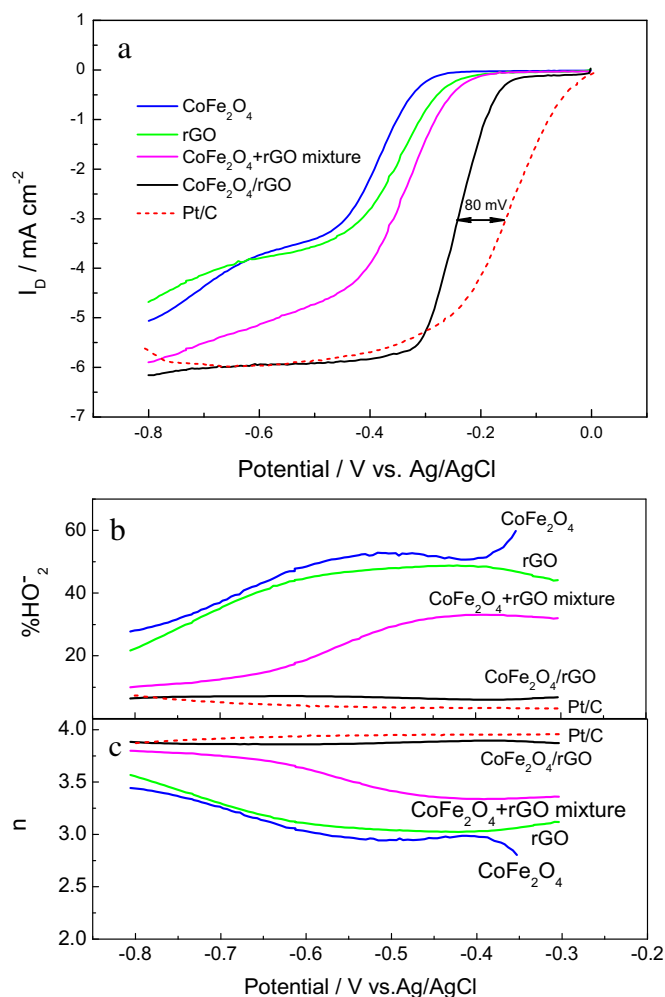 a
0
-1
-2
-3
-4
-5
-6
-7
I_D / mA cm⁻²
CoFe₂O₄
rGO
CoFe₂O₄+rGO mixture
CoFe₂O₄/rGO
Pt/C
80 mV
-0.8 -0.6 -0.4 -0.2 0.0
Potential / V vs. Ag/AgCl
b
60
40
20
%HO⁻₂
CoFe₂O₄
rGO
CoFe₂O₄+rGO mixture
CoFe₂O₄/rGO
Pt/C
c
4.0
3.5
3.0
2.5
2.0
n
Pt/C
CoFe₂O₄/rGO
CoFe₂O₄+rGO mixture
rGO
CoFe₂O₄
-0.8 -0.7 -0.6 -0.5 -0.4 -0.3 -0.2
Potential / V vs.Ag/AgCl